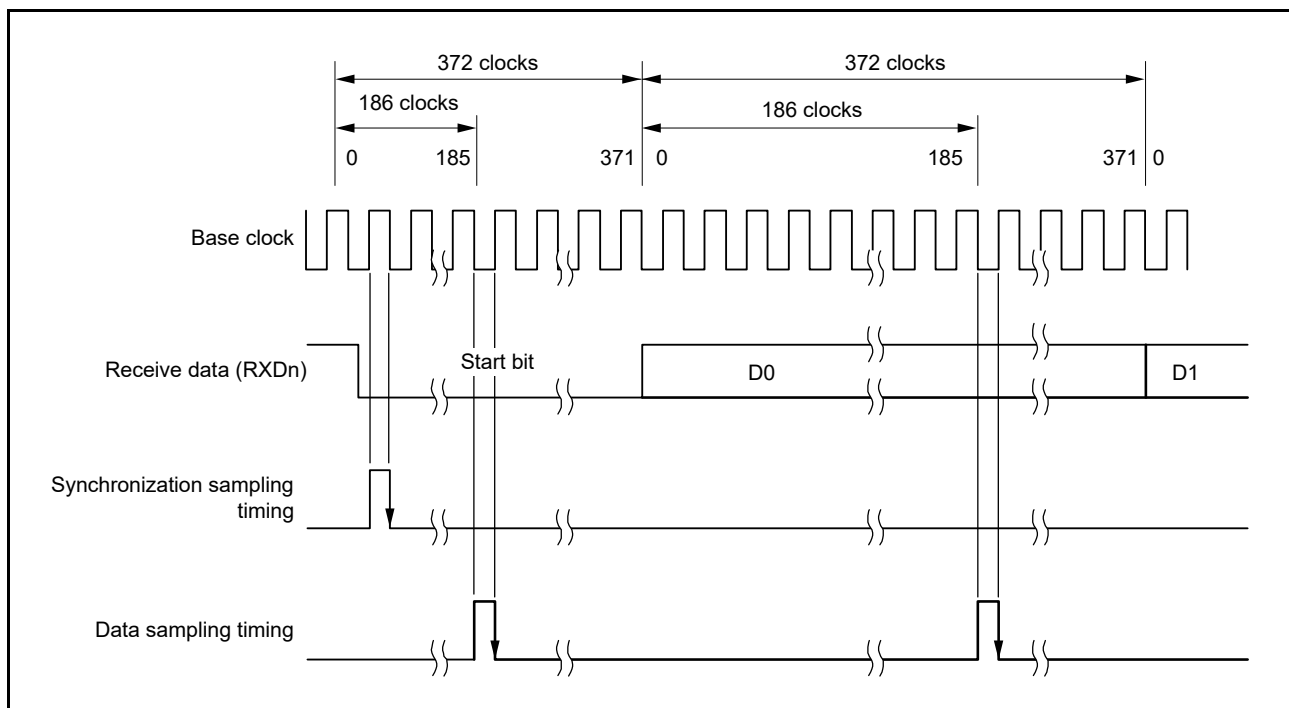 372 clocks 372 clocks
186 clocks 186 clocks
0 185 371 0 185 371 0
Base clock
Receive data (RXDn) Start bit D0 D1
Synchronization sampling
timing
Data sampling timing